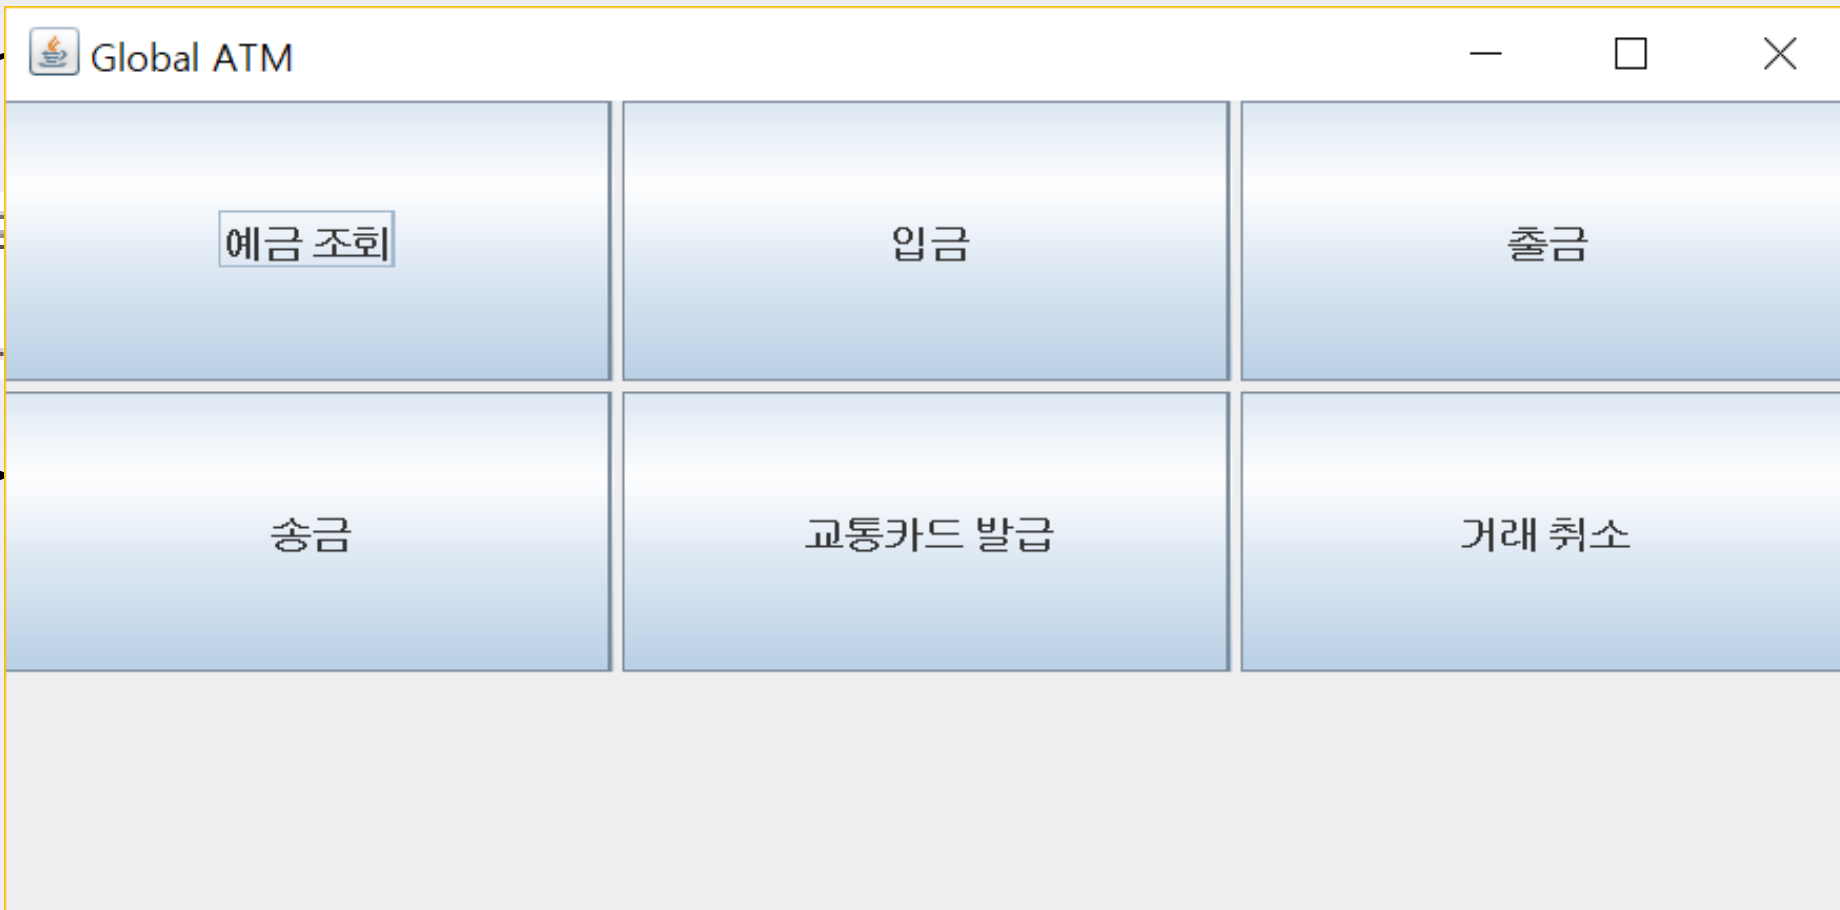 Global ATM
예금 조회
입금
출금
송금
교통카드 발급
거래 취소